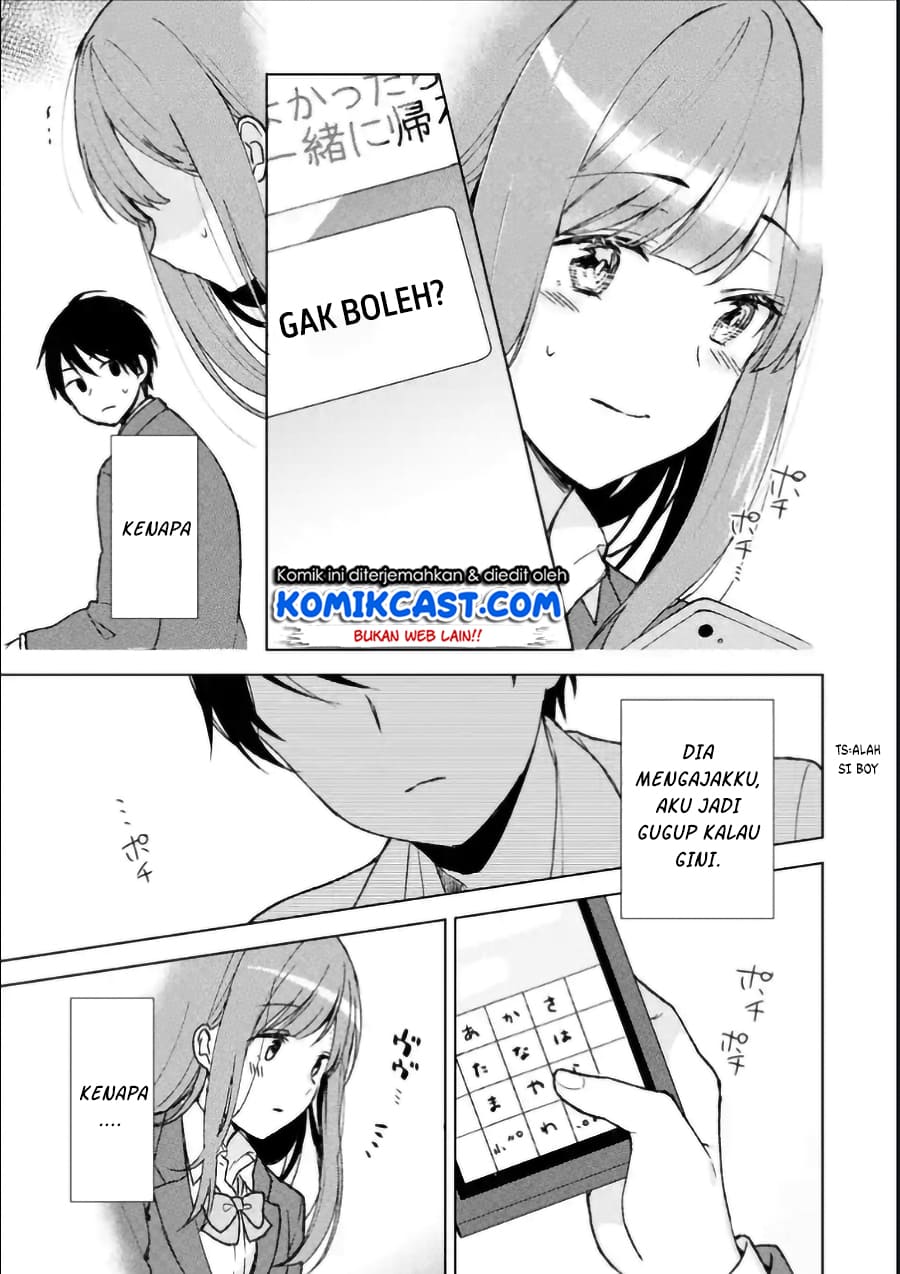 よかったら
一緒に帰
GAK BOLEH?
ポチ
ポチ
KENAPA
Komik ini diterjemahkan & diedit oleh
KOMIKCAST.COM
BUKAN WEB LAIN!!
DIA
MENGAJAKKU,
AKU JADI
GUGUP KALAU
GINI.
TS:ALAH
SI BOY
ポチ
ポチ
ポチ
あ か さ
た な は
ま や
わ
KENAPA
....